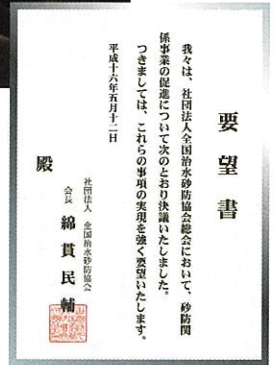 要望書
我々は、社団法人全国治水砂防協会総会において、砂防関
係事業の促進について次のとおり決議いたしました。
つきましては、これらの事項の実現を強く要望いたします。
平成十六年五月十二日
社団法人 全国治水砂防協会
会長 綿貫民輔
殿